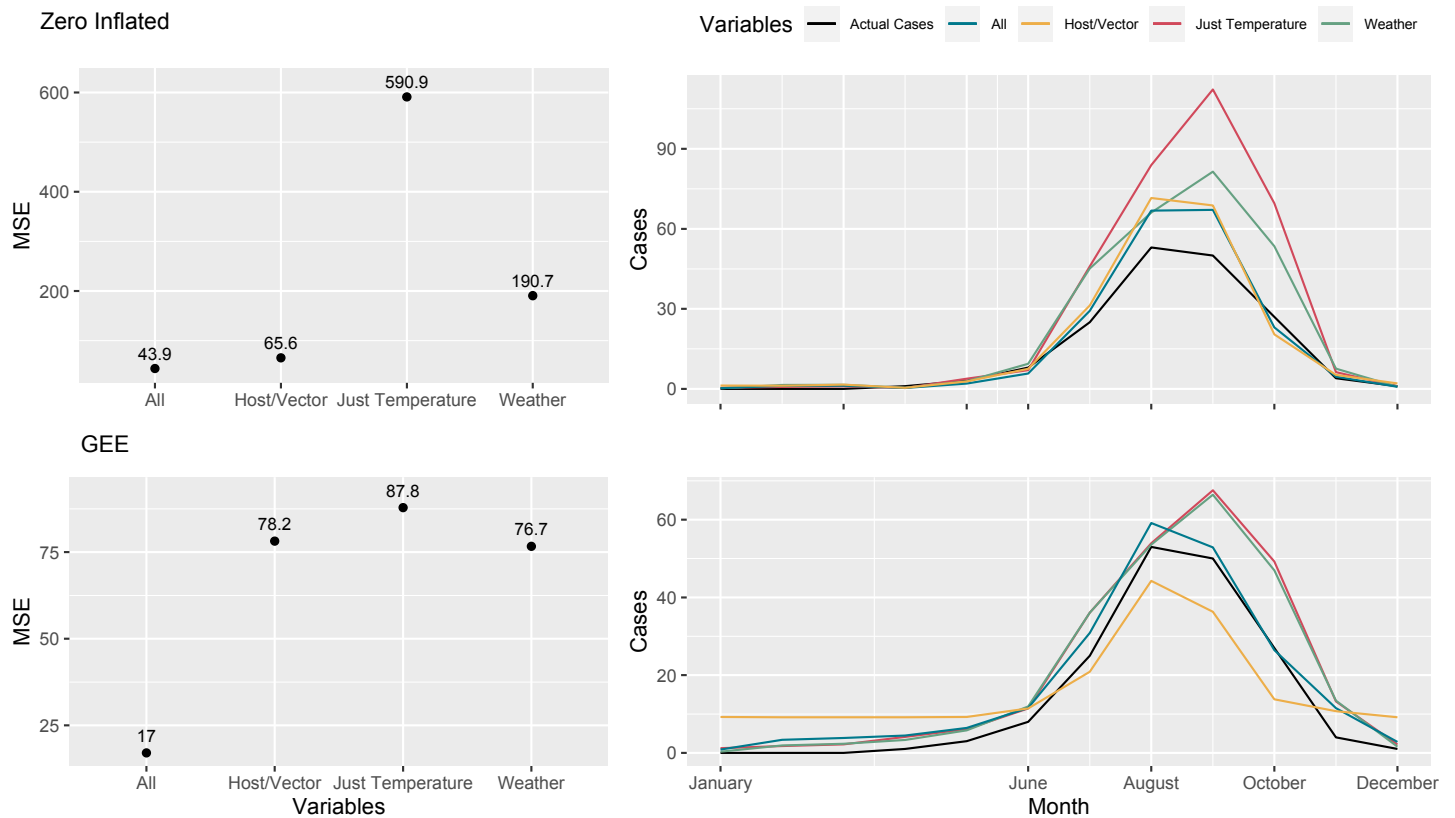 Zero Inflated
Variables Actual Cases All Host/Vector Just Temperature Weather
MSE
600
400
200
43.9
65.6
590.9
190.7
All Host/Vector Just Temperature Weather
Cases
90
60
30
0
GEE
MSE
75
50
25
17
78.2
87.8
76.7
All Host/Vector Just Temperature Weather
Variables
Cases
60
40
20
0
January June August October December
Month